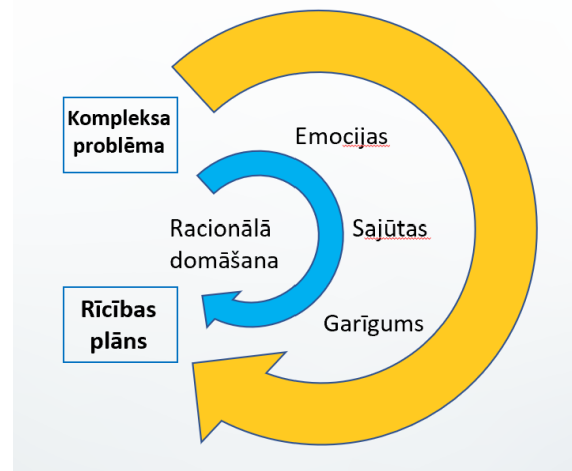 Kompleksa
problēma
Emocijas
Racionālā
domāšana
Sajūtas
Rīcības
plāns
Garīgums